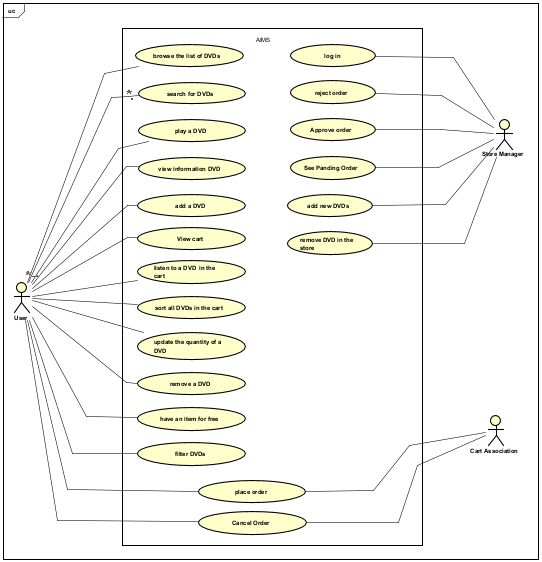 uc
AIMS
browse the list of DVDs
search for DVDs
play a DVD
view information DVD
add a DVD
View cart
listen to a DVD in the
cart
sort all DVDs in the cart
update the quantity of a
DVD
remove a DVD
have an item for free
filter DVDs
place order
Cancel Order
log in
reject order
Approve order
See Panding Order
add new DVDs
remove DVD in the
store
*
*
User
Store Manager
Cart Association